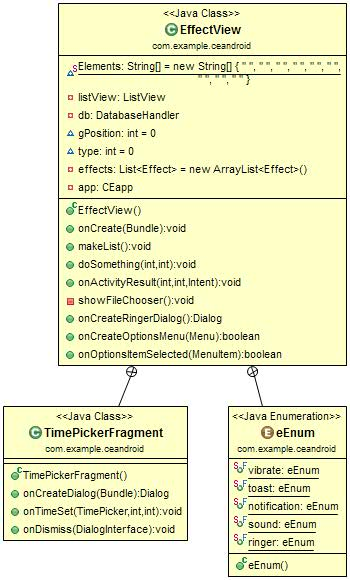 <<Java Class>>
EffectView
com.example.ceandroid
Elements: String[] = new String[] { " ", " ", " ", " ", " ", " ",
" ", " ", " " }
listView: ListView
db: DatabaseHandler
gPosition: int = 0
type: int = 0
effects: List<Effect> = new ArrayList<Effect>()
app: CEapp
EffectView()
onCreate(Bundle):void
makeList():void
doSomething(int,int):void
onActivityResult(int,int,Intent):void
showFileChooser():void
onCreateRingerDialog():Dialog
onCreateOptionsMenu(Menu):boolean
onOptionsItemSelected(MenuItem):boolean
<<Java Class>>
TimePickerFragment
com.example.ceandroid
TimePickerFragment()
onCreateDialog(Bundle):Dialog
onTimeSet(TimePicker,int,int):void
onDismiss(DialogInterface):void
<<Java Enumeration>>
eEnum
com.example.ceandroid
vibrate: eEnum
toast: eEnum
notification: eEnum
sound: eEnum
ringer: eEnum
eEnum()